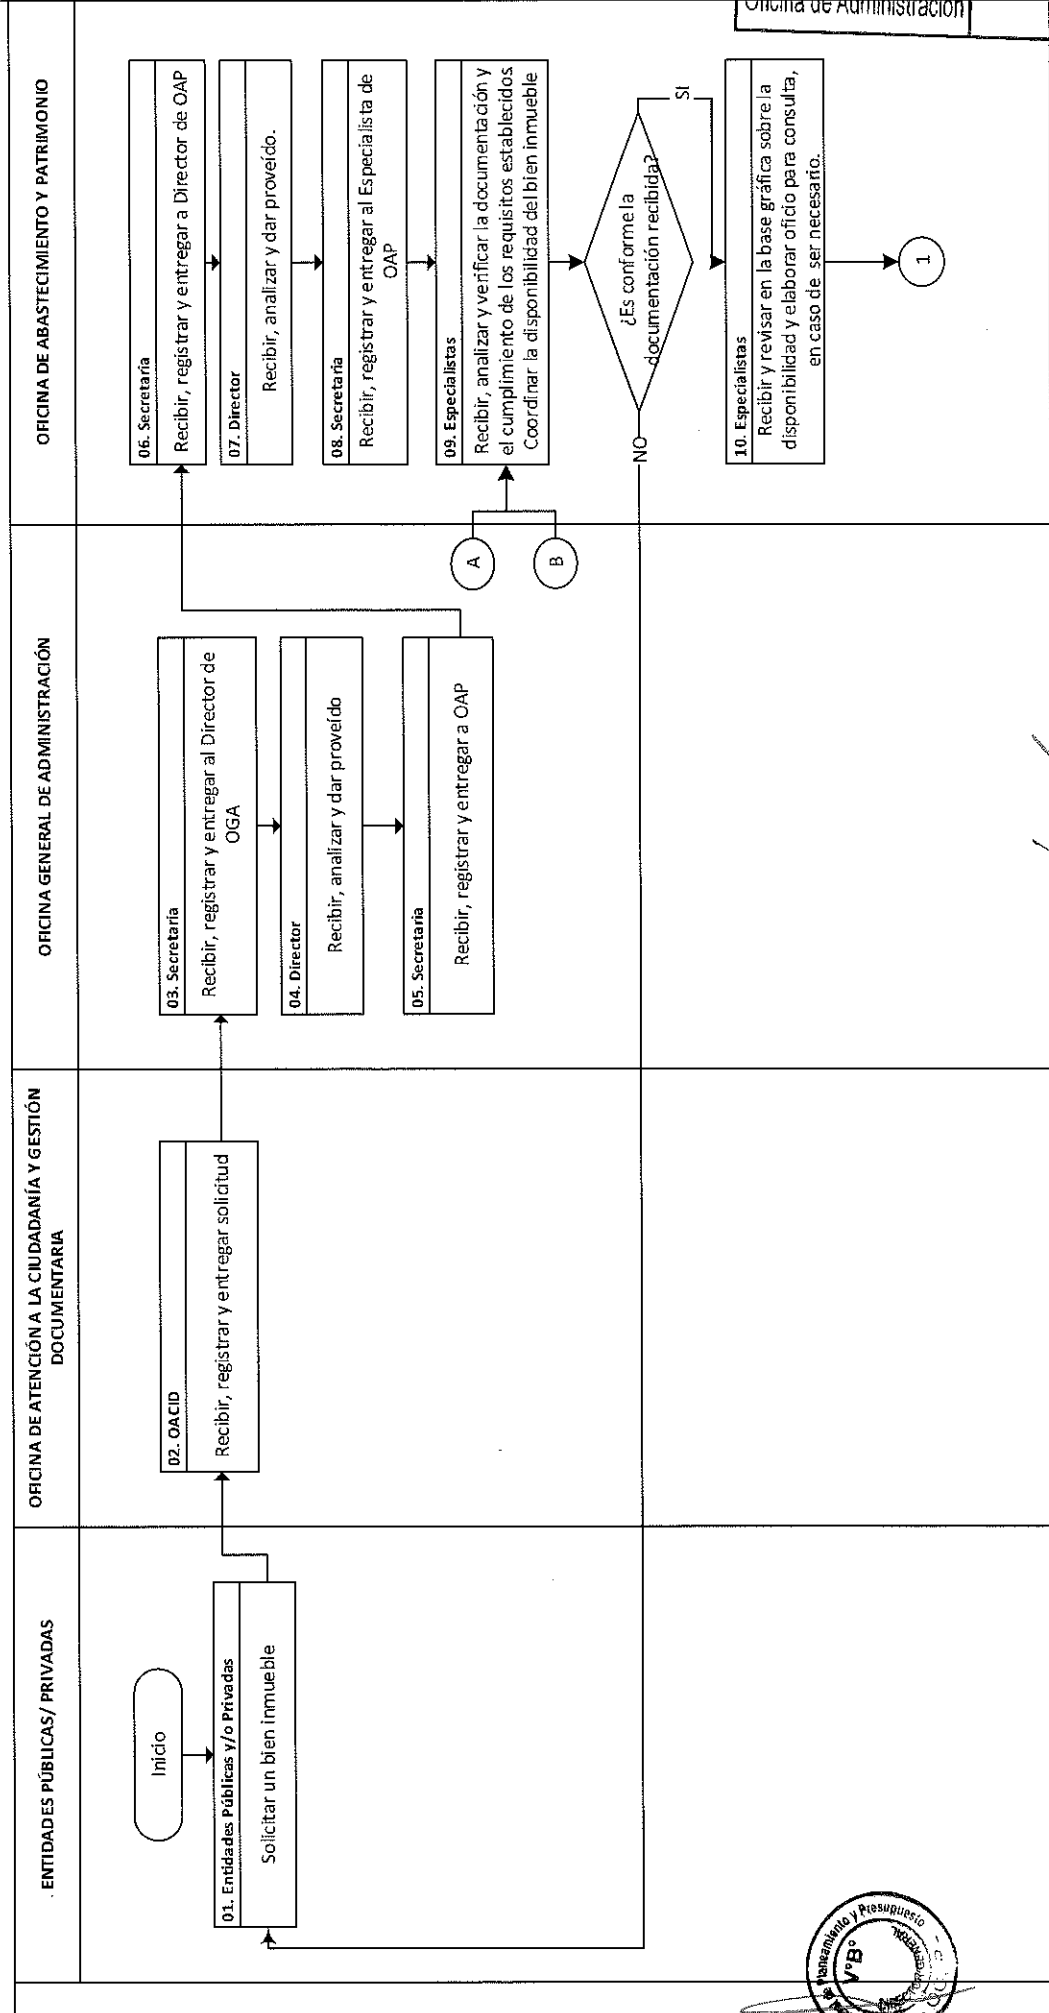 ENTIDADES PÚBLICAS/ PRIVADAS
OFICINA DE ATENCIÓN A LA CIUDADANÍA Y GESTIÓN
DOCUMENTARIA
OFICINA GENERAL DE ADMINISTRACIÓN
OFICINA DE ABASTECIMIENTO Y PATRIMONIO
Inicio
01. Entidades Públicas y/o Privadas
Solicitar un bien inmueble
02. OACID
Recibir, registrar y entregar solicitud
03. Secretaria
Recibir, registrar y entregar al Director de
OGA
04. Director
Recibir, analizar y dar proveído
05. Secretaria
Recibir, registrar y entregar a OAP
06. Secretaria
Recibir, registrar y entregar a Director de OAP
07. Director
Recibir, analizar y dar proveído.
08. Secretaria
Recibir, registrar y entregar al Especialista de
OAP
A
B
09. Especialistas
Recibir, analizar y verificar la documentación y
el cumplimiento de los requisitos establecidos
Coordinar la disponibilidad del bien inmueble
¿Es conforme la
documentación recibida?
NO
SI
10. Especialistas
Recibir y revisar en la base gráfica sobre la
disponibilidad y elaborar oficio para consulta,
en caso de ser necesario.
1
Oficina de Administración
de Planeamiento y Presupuesto
V°B°